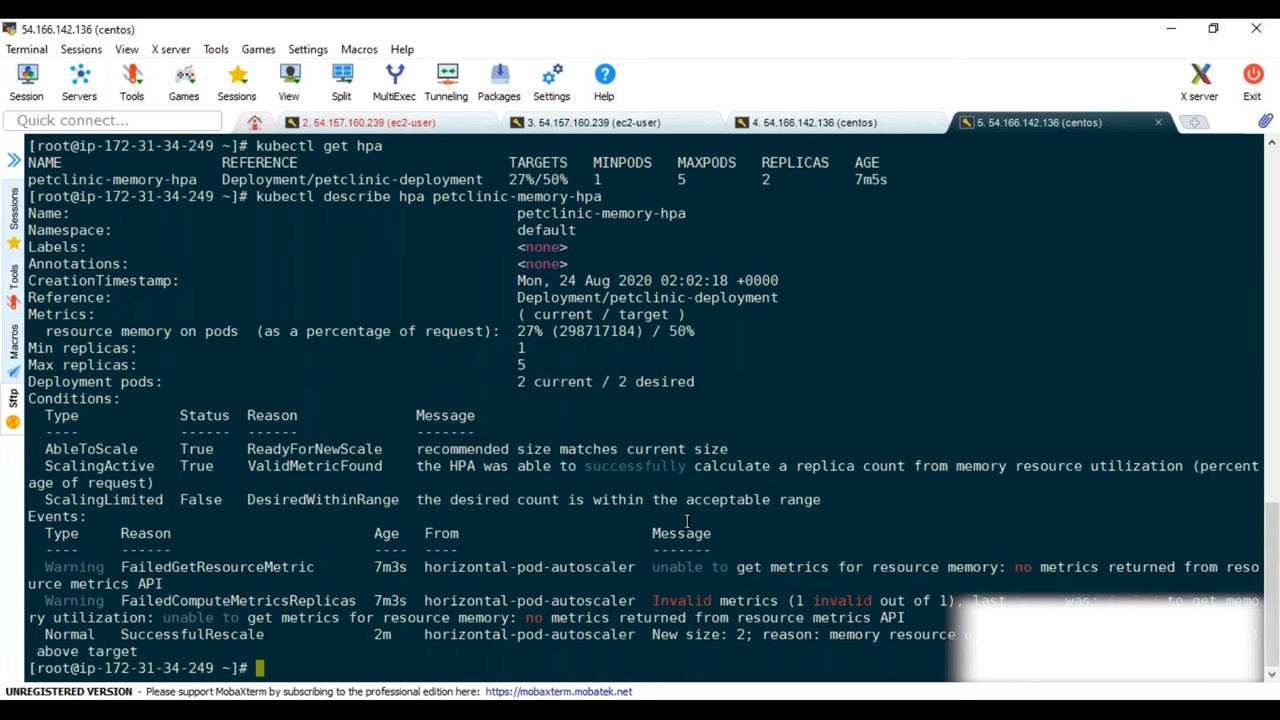 54.166.142.136 (centos)
Terminal Sessions View X server Tools Games Settings Macros Help
Session Servers Tools Games Sessions View Split MultiExec Tunneling Packages Settings Help X server Exit
Quick connect... 2. 54.157.160.239 (ec2-user) 3. 54.157.160.239 (ec2-user) 4. 54.166.142.136 (centos) 5. 54.166.142.136 (centos)
Sessions
Tools
Macros
Sftp
[root@ip-172-31-34-249 ~]# kubectl get hpa
NAME REFERENCE TARGETS MINPODS MAXPODS REPLICAS AGE
petclinic-memory-hpa Deployment/petclinic-deployment 27%/50% 1 5 2 7m5s
[root@ip-172-31-34-249 ~]# kubectl describe hpa petclinic-memory-hpa
Name: petclinic-memory-hpa
Namespace: default
Labels: <none>
Annotations: <none>
CreationTimestamp: Mon, 24 Aug 2020 02:02:18 +0000
Reference: Deployment/petclinic-deployment
Metrics: ( current / target )
resource memory on pods (as a percentage of request): 27% (298717184) / 50%
Min replicas: 1
Max replicas: 5
Deployment pods: 2 current / 2 desired
Conditions:
Type Status Reason Message
---- ------ ------ -------
AbleToScale True ReadyForNewScale recommended size matches current size
ScalingActive True ValidMetricFound the HPA was able to successfully calculate a replica count from memory resource utilization (percent
age of request)
ScalingLimited False DesiredWithinRange the desired count is within the acceptable range
Events:
Type Reason Age From Message
---- ------ ---- ---- -------
Warning FailedGetResourceMetric 7m3s horizontal-pod-autoscaler unable to get metrics for resource memory: no metrics returned from reso
urce metrics API
Warning FailedComputeMetricsReplicas 7m3s horizontal-pod-autoscaler Invalid metrics (1 invalid out of 1), last was: failed to get memo
ry utilization: unable to get metrics for resource memory: no metrics returned from resource metrics API
Normal SuccessfulRescale 2m horizontal-pod-autoscaler New size: 2; reason: memory resource
above target
[root@ip-172-31-34-249 ~]#
UNREGISTERED VERSION - Please support MobaXterm by subscribing to the professional edition here: https://mobaxterm.mobatek.net